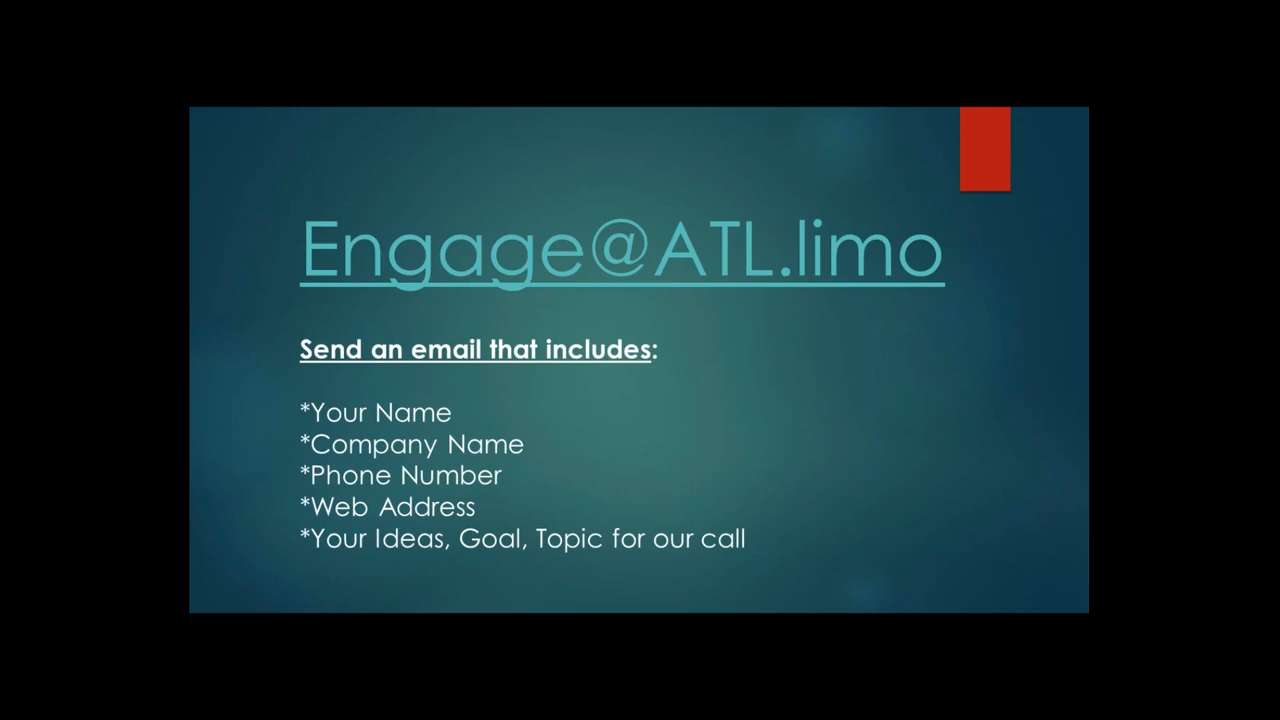 Engage@ATL.limo
Send an email that includes:
*Your Name
*Company Name
*Phone Number
*Web Address
*Your Ideas, Goal, Topic for our call